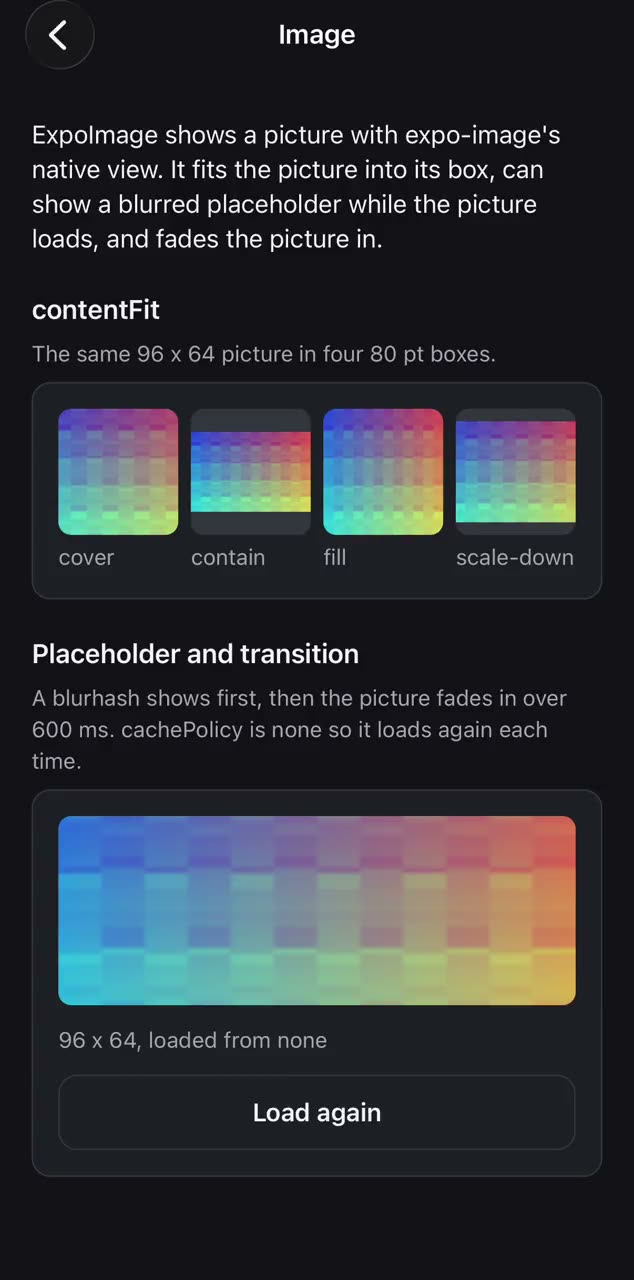 Image
ExpoImage shows a picture with expo-image's
native view. It fits the picture into its box, can
show a blurred placeholder while the picture
loads, and fades the picture in.
contentFit
The same 96 x 64 picture in four 80 pt boxes.
cover
contain
fill
scale-down
Placeholder and transition
A blurhash shows first, then the picture fades in over
600 ms. cachePolicy is none so it loads again each
time.
96 x 64, loaded from none
Load again